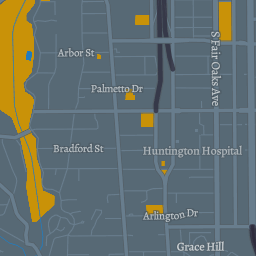 S Fair Oaks Ave
Arbor St
Palmetto Dr
Bradford St
Huntington Hospital
Arlington Dr
Grace Hill